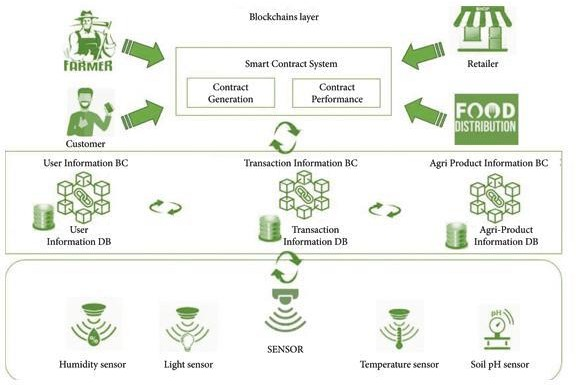 Blockchains layer
FARMER
SHOP
Smart Contract System
Retailer
Contract
Generation
Contract
Performance
Customer
FOOD
DISTRIBUTION
User Information BC
Transaction Information BC
Agri Product Information BC
User
Information DB
Transaction
Information DB
Agri-Product
Information DB
SENSOR
pH
%
Humidity sensor
Light sensor
Temperature sensor
Soil pH sensor